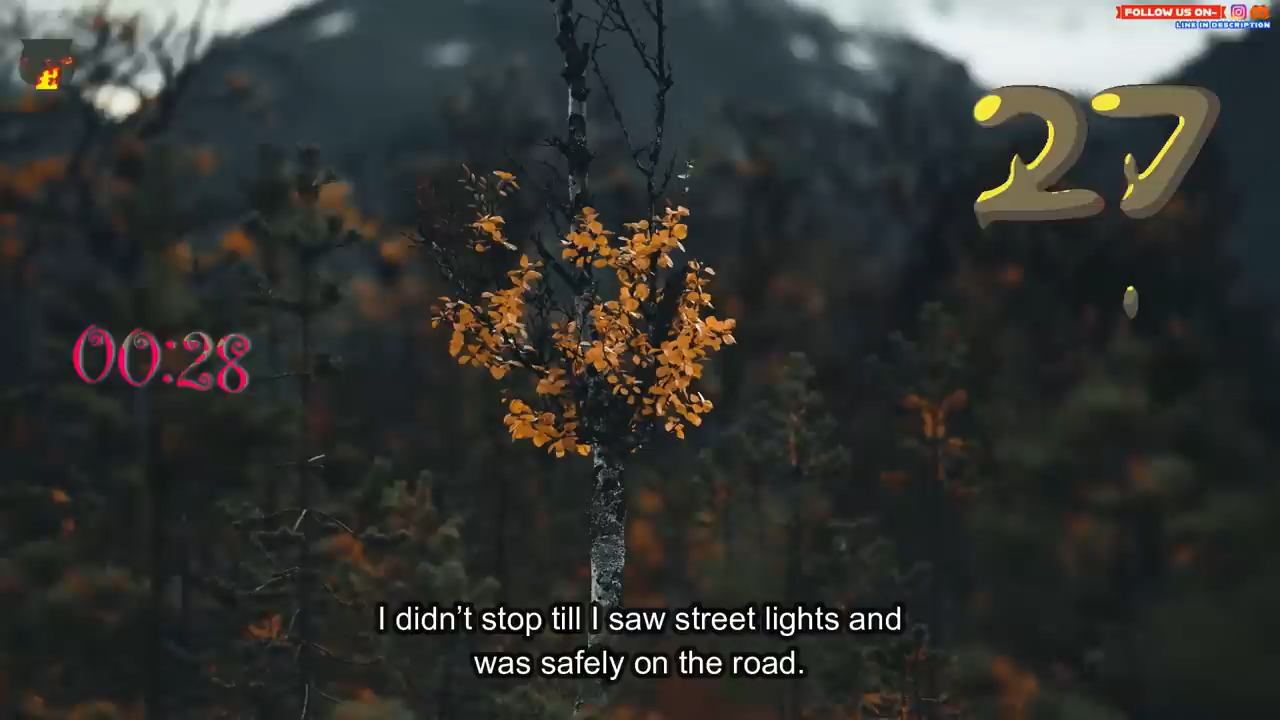 FOLLOW US ON-
LINK IN DESCRIPTION
27
00:28
I didn’t stop till I saw street lights and
was safely on the road.